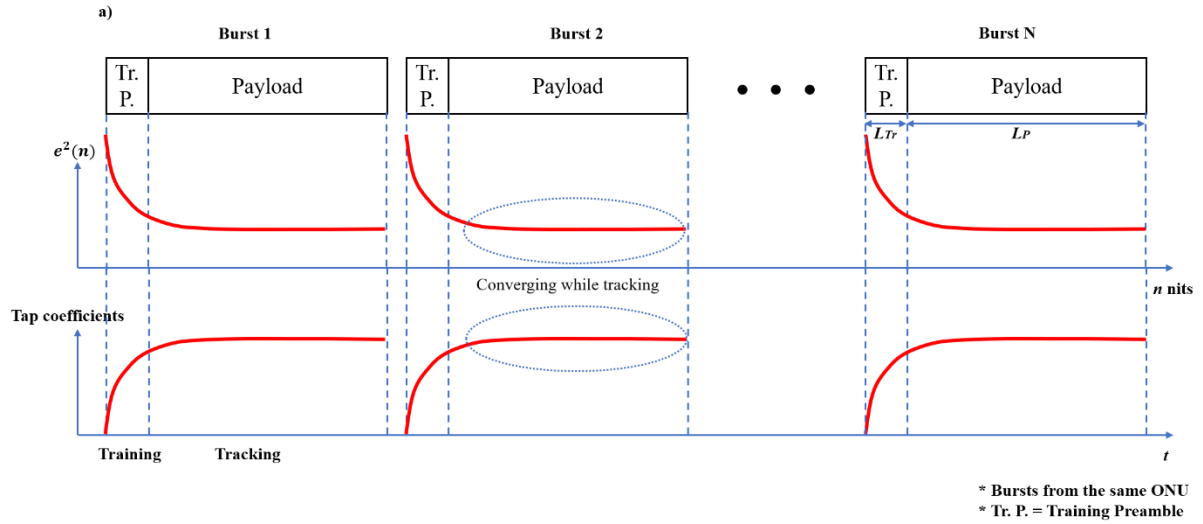 a)
Burst 1
Burst 2
Burst N
Tr.
P.
Payload
Tr.
P.
Payload
• • •
Tr.
P.
Payload
LTr
LP
e²(n)
Converging while tracking
n nits
Tap coefficients
Training
Tracking
t
* Bursts from the same ONU
* Tr. P. = Training Preamble